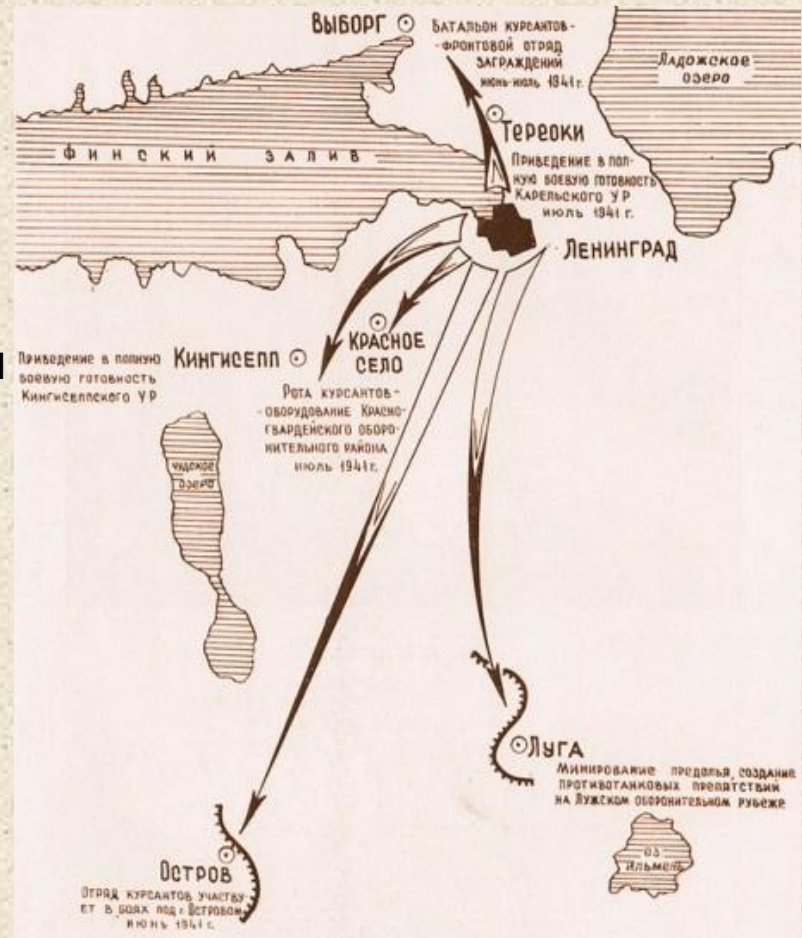 ВЫБОРГ
БАТАЛЬОН КУРСАНТОВ-
-ФРОНТОВОЙ ОТРЯД
ЗАГРАЖДЕНИЙ
ИЮНЬ-ИЮЛЬ 1941 г.
ЛАДОЖСКОЕ
ОЗЕРО
ТЕРЕОКИ
ФИНСКИЙ ЗАЛИВ
ПРИВЕДЕНИЕ В ПОЛ-
НУЮ БОЕВУЮ ГОТОВНОСТЬ
КАРЕЛЬСКОГО УР
ИЮЛЬ 1941 г.
ЛЕНИНГРАД
КРАСНОЕ
СЕЛО
КИНГИСЕПП
ПРИВЕДЕНИЕ В ПОЛНУЮ
БОЕВУЮ ГОТОВНОСТЬ
КИНГИСЕППСКОГО УР
РОТА КУРСАНТОВ-
-ОБОРУДОВАНИЕ КРАСНО-
ГВАРДЕЙСКОГО ОБОРО-
НИТЕЛЬНОГО РАЙОНА
ИЮЛЬ 1941 г.
ЧУДСКОЕ
ОЗЕРО
ЛУГА
МИНИРОВАНИЕ ПРЕДПОЛЬЯ, СОЗДАНИЕ
ПРОТИВОТАНКОВЫХ ПРЕПЯТСТВИЙ
НА ЛУЖСКОМ ОБОРОНИТЕЛЬНОМ РУБЕЖЕ
ОЗ
ИЛЬМЕНЬ
ОСТРОВ
ОТРЯД КУРСАНТОВ УЧАСТВУ-
ЕТ В БОЯХ ПОД г. ОСТРОВОМ
ИЮНЬ 1941 г.